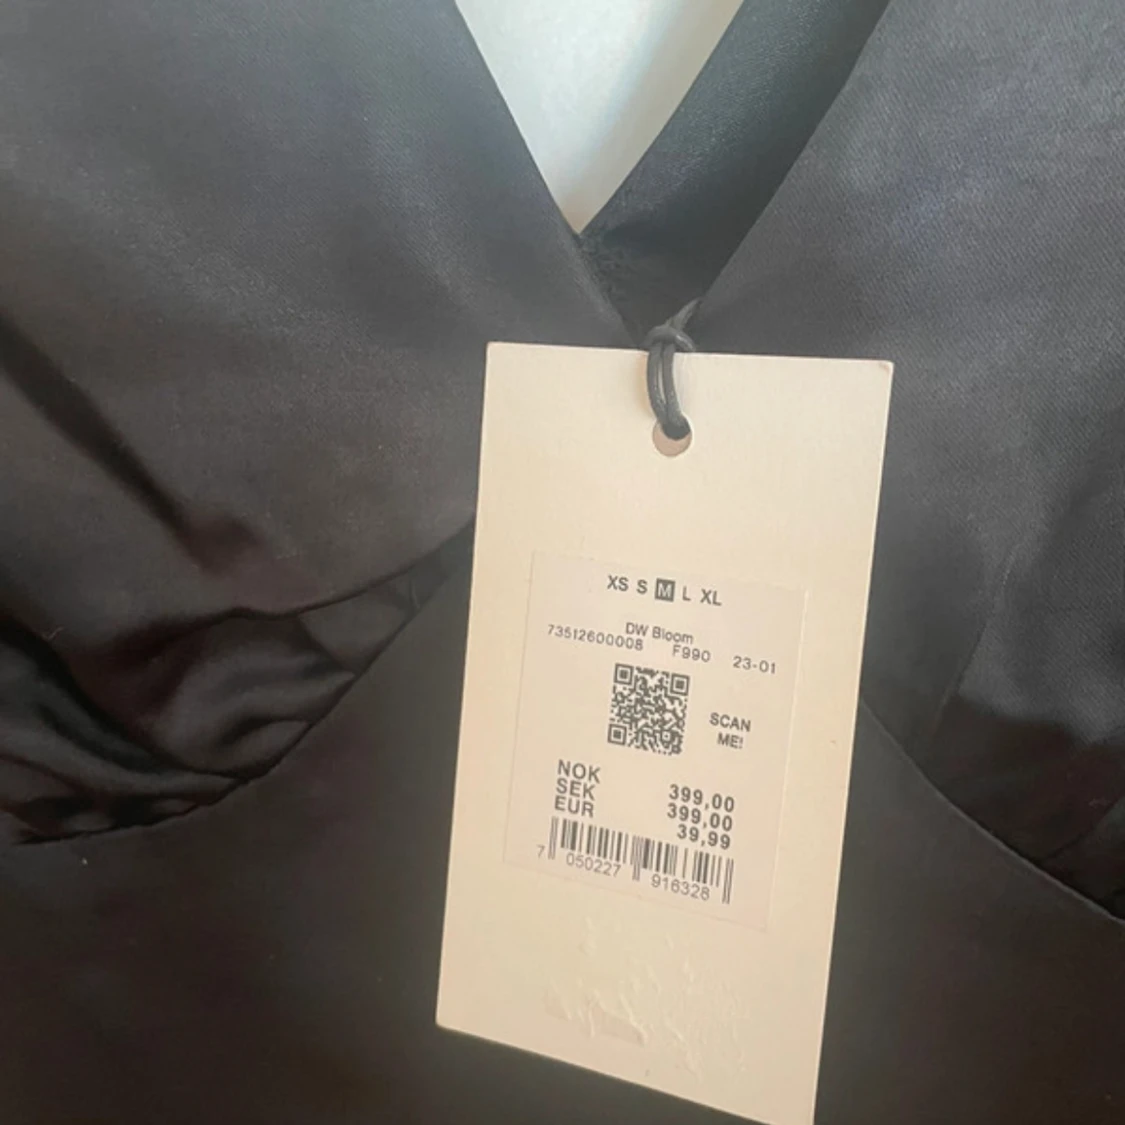 XS S M L XL
DW Bloom
73512600008 F990 23-01
SCAN
ME!
NOK 399,00
SEK 399,00
EUR 39,99
7 050227 916328